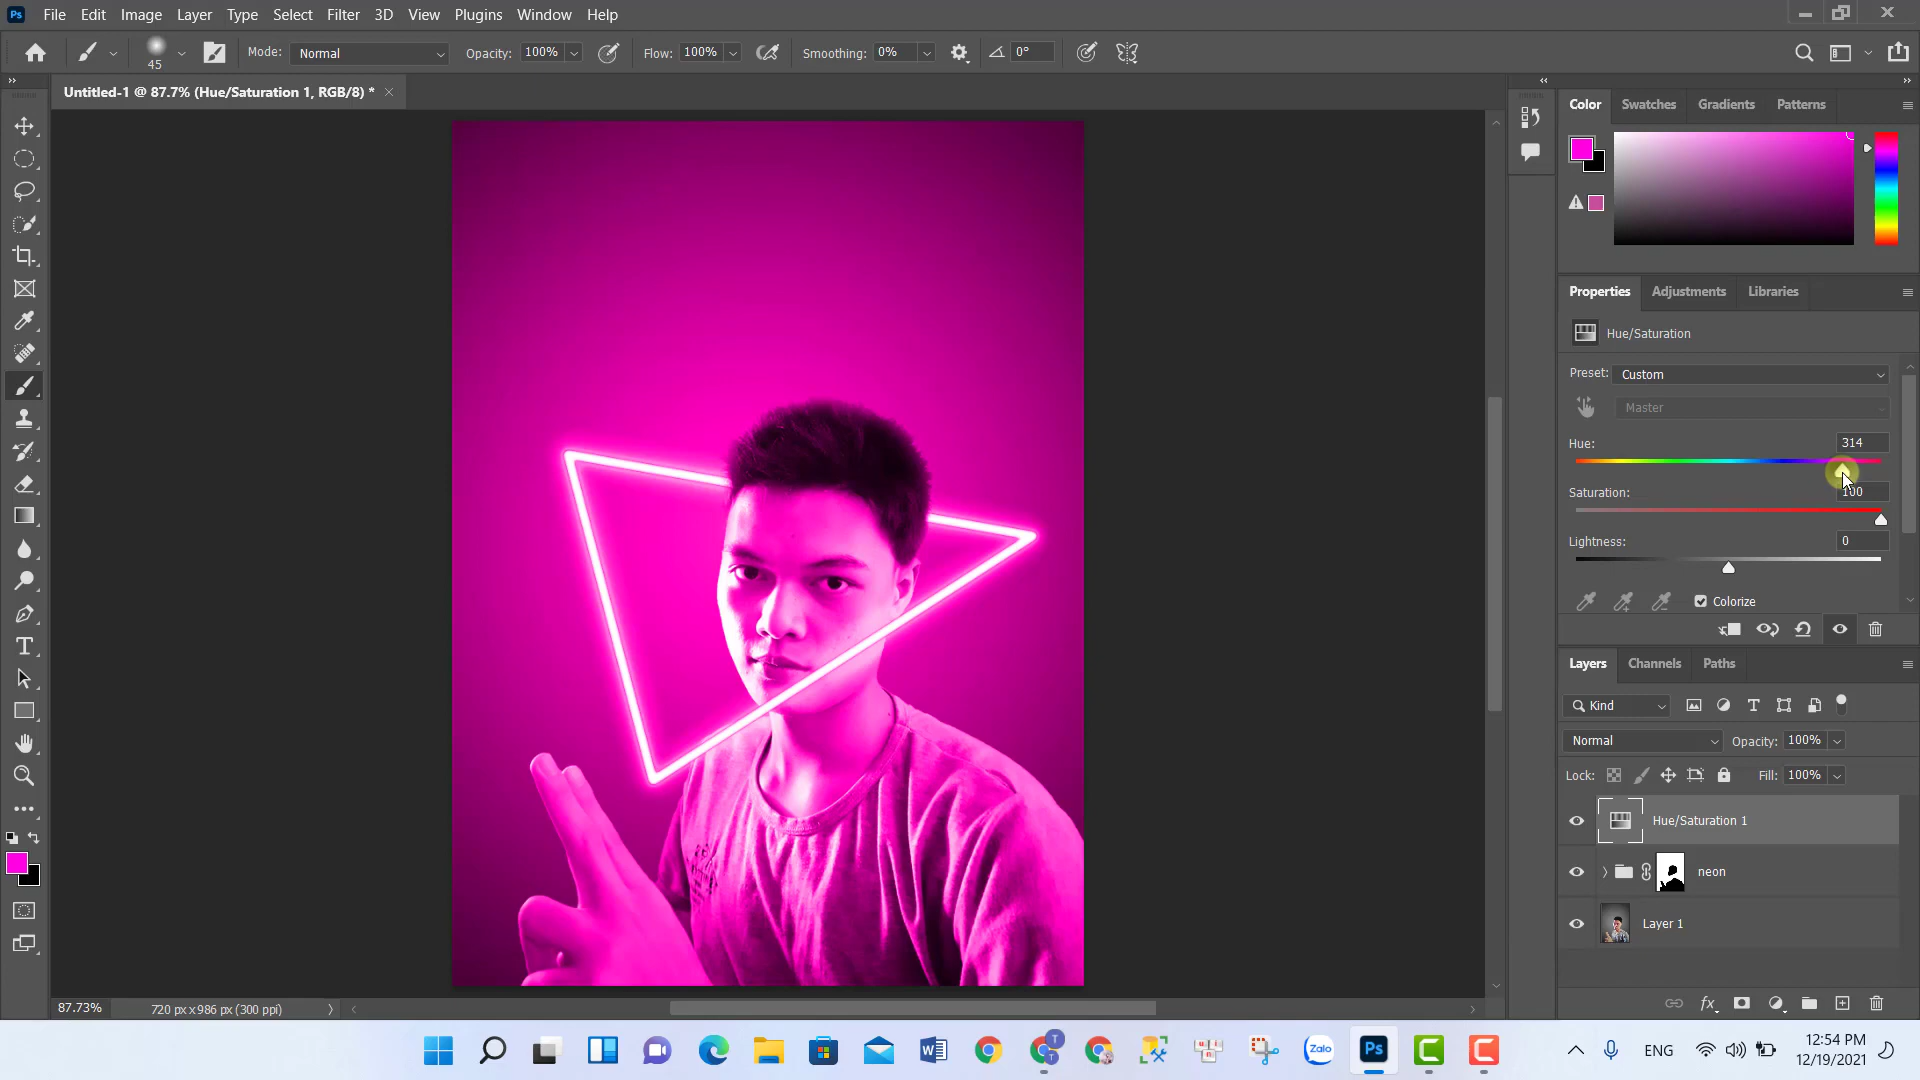 Ps File Edit Image Layer Type Select Filter 3D View Plugins Window Help
45 Mode: Normal Opacity: 100% Flow: 100% Smoothing: 0% 0°
Untitled-1 @ 87.7% (Hue/Saturation 1, RGB/8) *
Color Swatches Gradients Patterns
Properties Adjustments Libraries
Hue/Saturation
Preset: Custom
Master
Hue: 314
Saturation: 100
Lightness: 0
Colorize
Layers Channels Paths
Kind
Normal Opacity: 100%
Lock: Fill: 100%
Hue/Saturation 1
neon
Layer 1
87.73% 720 px x 986 px (300 ppi)
T
T
Zalo
Ps
C
C
ENG
12:54 PM
12/19/2021